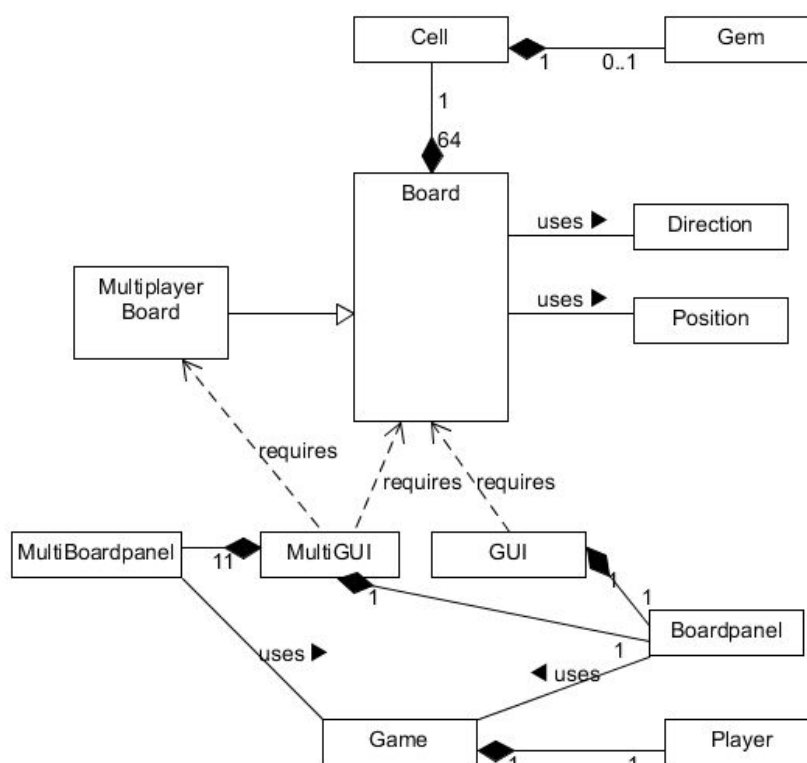 Cell
Gem
1
0..1
1
64
Board
uses ▶
Direction
Multiplayer
Board
uses ▶
Position
requires
requires
requires
MultiBoardpanel
11
MultiGUI
GUI
1
1
1
Boardpanel
1
uses ▶
◀ uses
Game
1
1
Player